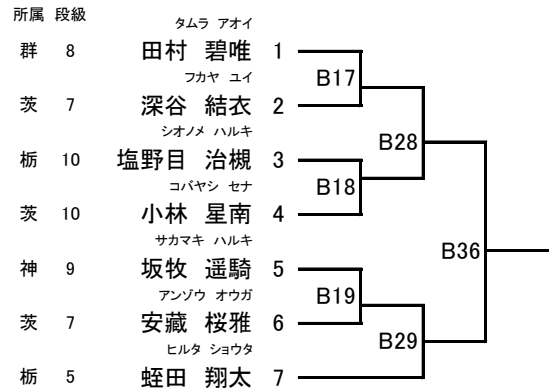 所属 段級
タムラ アオイ
群 8 田村 碧唯 1
B17
フカヤ ユイ
茨 7 深谷 結衣 2
B28
シオノメ ハルキ
栃 10 塩野目 治槻 3
B18
コバヤシ セナ
茨 10 小林 星南 4
B36
サカマキ ハルキ
神 9 坂牧 遥騎 5
B19
アンゾウ オウガ
茨 7 安藏 桜雅 6
B29
ヒルタ ショウタ
栃 5 蛭田 翔太 7